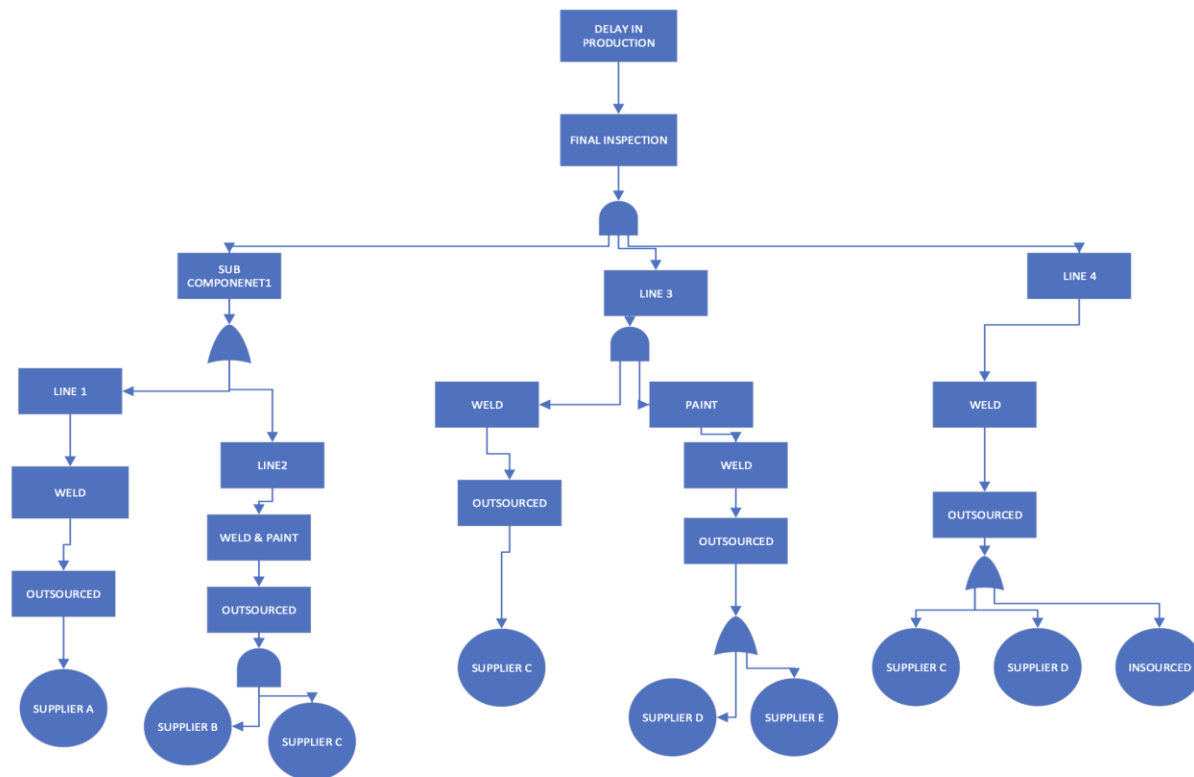 DELAY IN
PRODUCTION
FINAL INSPECTION
SUB
COMPONENET1
LINE 3
LINE 4
LINE 1
WELD
PAINT
WELD
LINE2
WELD
WELD
OUTSOURCED
OUTSOURCED
WELD & PAINT
OUTSOURCED
OUTSOURCED
OUTSOURCED
SUPPLIER C
SUPPLIER C
SUPPLIER D
INSOURCED
SUPPLIER A
SUPPLIER B
SUPPLIER C
SUPPLIER D
SUPPLIER E